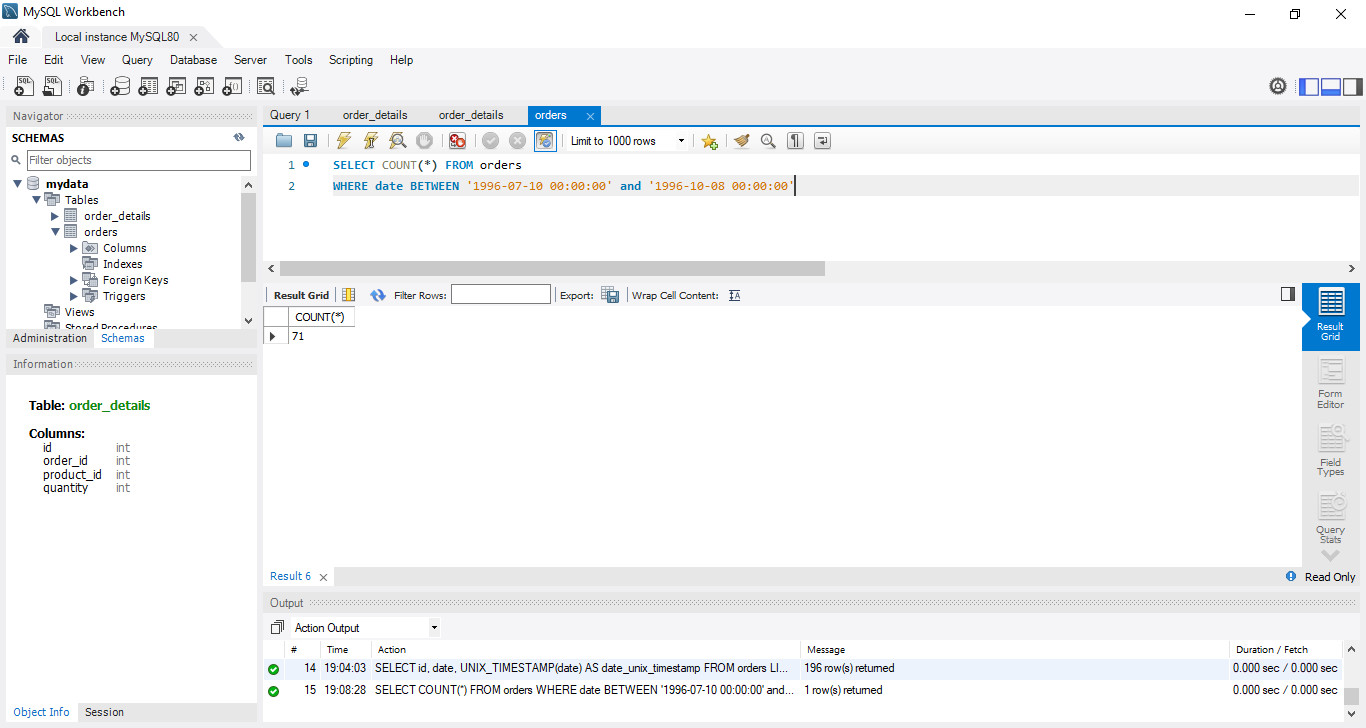 MySQL Workbench
Local instance MySQL80
File Edit View Query Database Server Tools Scripting Help
Navigator
SCHEMAS
Filter objects
mydata
Tables
order_details
orders
Columns
Indexes
Foreign Keys
Triggers
Views
Stored Procedures
Administration Schemas
Information
Table: order_details
Columns:
id int
order_id int
product_id int
quantity int
Object Info Session
Query 1 order_details order_details orders
Limit to 1000 rows
1 SELECT COUNT(*) FROM orders
2 WHERE date BETWEEN '1996-07-10 00:00:00' and '1996-10-08 00:00:00'
Result Grid Filter Rows: Export: Wrap Cell Content:
COUNT(*)
71
Result
Grid
Form
Editor
Field
Types
Query
Stats
Result 6 Read Only
Output
Action Output
# Time Action Message Duration / Fetch
14 19:04:03 SELECT id, date, UNIX_TIMESTAMP(date) AS date_unix_timestamp FROM orders LI... 196 row(s) returned 0.000 sec / 0.000 sec
15 19:08:28 SELECT COUNT(*) FROM orders WHERE date BETWEEN '1996-07-10 00:00:00' and... 1 row(s) returned 0.000 sec / 0.000 sec